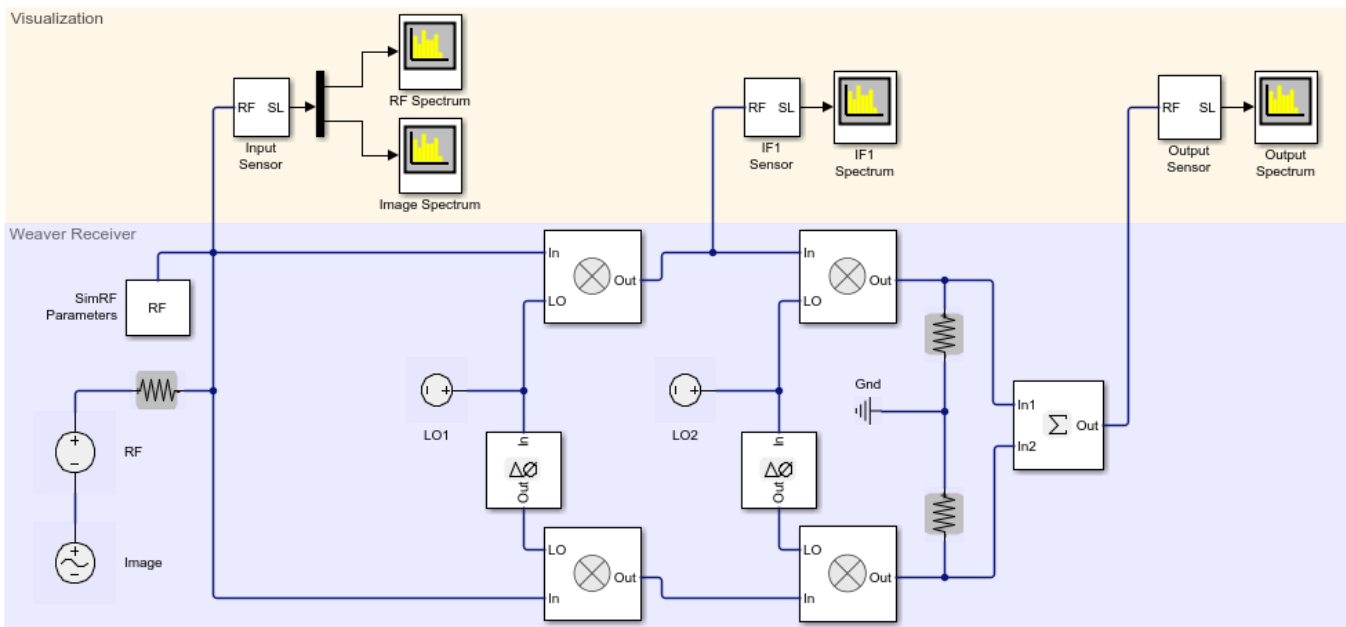 Visualization
RF SL
Input
Sensor
RF Spectrum
Image Spectrum
RF SL
IF1
Sensor
IF1
Spectrum
RF SL
Output
Sensor
Output
Spectrum
Weaver Receiver
SimRF
Parameters
RF
In
Out
LO
In
Out
LO
RF
Image
LO1
In
ΔØ
Out
LO2
In
ΔØ
Out
Gnd
In1
Σ Out
In2
LO
Out
In
LO
Out
In